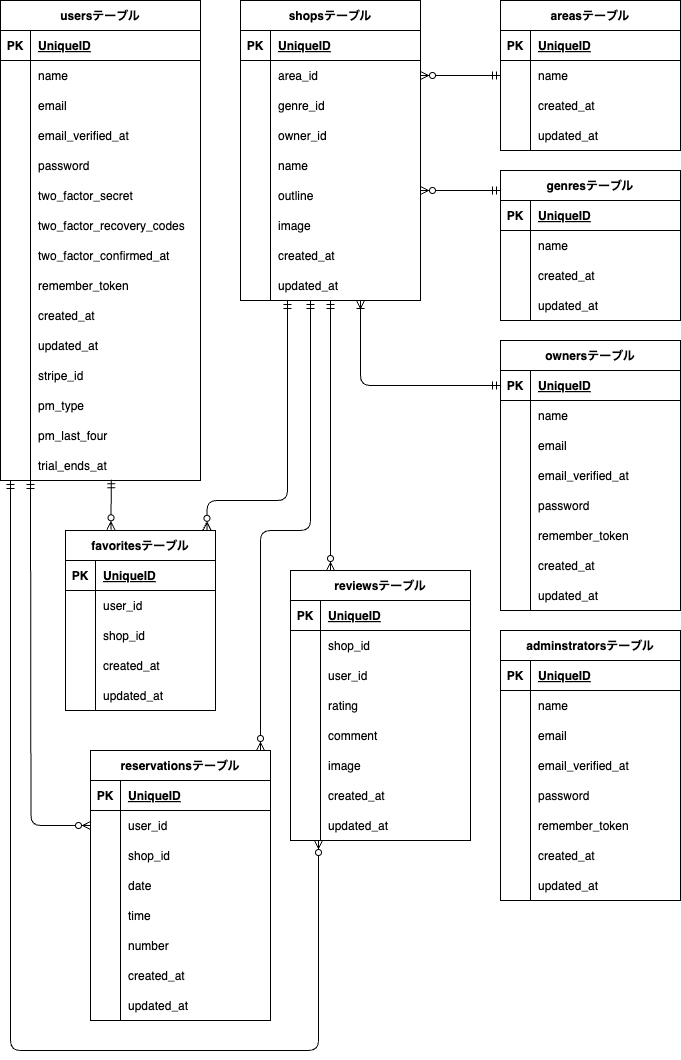 usersテーブル
PK UniqueID
name
email
email_verified_at
password
two_factor_secret
two_factor_recovery_codes
two_factor_confirmed_at
remember_token
created_at
updated_at
stripe_id
pm_type
pm_last_four
trial_ends_at
shopsテーブル
PK UniqueID
area_id
genre_id
owner_id
name
outline
image
created_at
updated_at
areasテーブル
PK UniqueID
name
created_at
updated_at
genresテーブル
PK UniqueID
name
created_at
updated_at
ownersテーブル
PK UniqueID
name
email
email_verified_at
password
remember_token
created_at
updated_at
favoritesテーブル
PK UniqueID
user_id
shop_id
created_at
updated_at
reviewsテーブル
PK UniqueID
shop_id
user_id
rating
comment
image
created_at
updated_at
adminstratorsテーブル
PK UniqueID
name
email
email_verified_at
password
remember_token
created_at
updated_at
reservationsテーブル
PK UniqueID
user_id
shop_id
date
time
number
created_at
updated_at